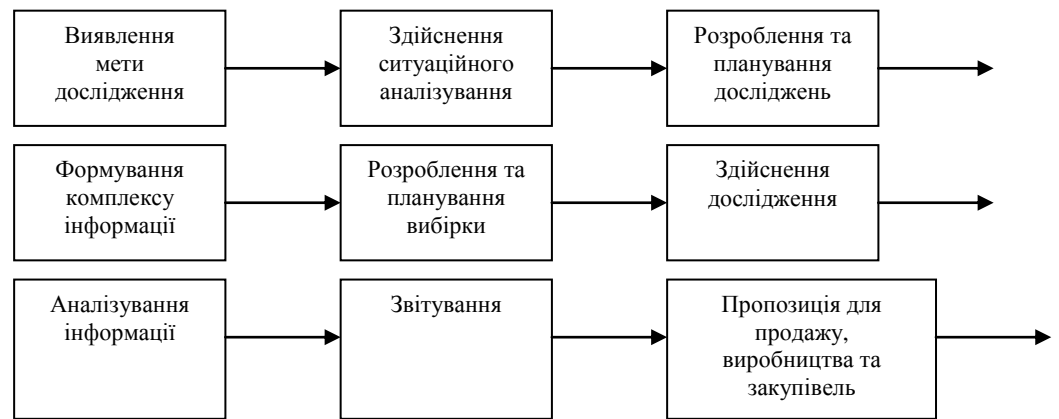 Виявлення
мети
дослідження
Здійснення
ситуаційного
аналізування
Розроблення та
планування
досліджень
Формування
комплексу
інформації
Розроблення та
планування
вибірки
Здійснення
дослідження
Аналізування
інформації
Звітування
Пропозиція для
продажу,
виробництва та
закупівель